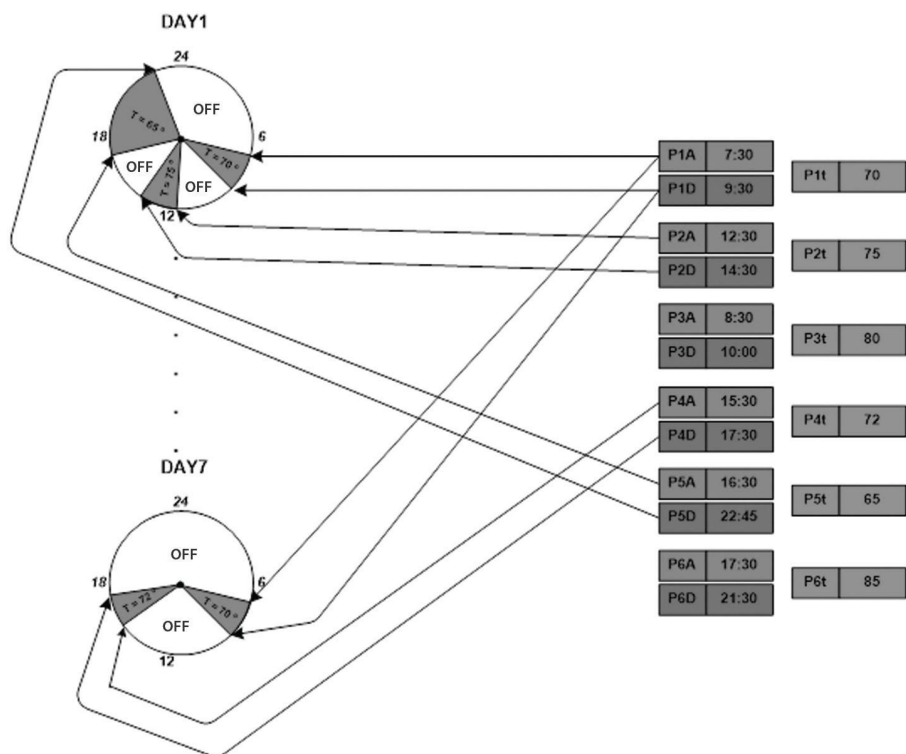 DAY1
24
OFF
T = 65 °
18
6
OFF
T = 75 °
OFF
T = 70 °
12
P1A 7:30
P1D 9:30
P1t 70
P2A 12:30
P2D 14:30
P2t 75
P3A 8:30
P3D 10:00
P3t 80
P4A 15:30
P4D 17:30
P4t 72
P5A 16:30
P5D 22:45
P5t 65
P6A 17:30
P6D 21:30
P6t 85
DAY7
24
OFF
18
6
T = 72°
T = 70°
OFF
12